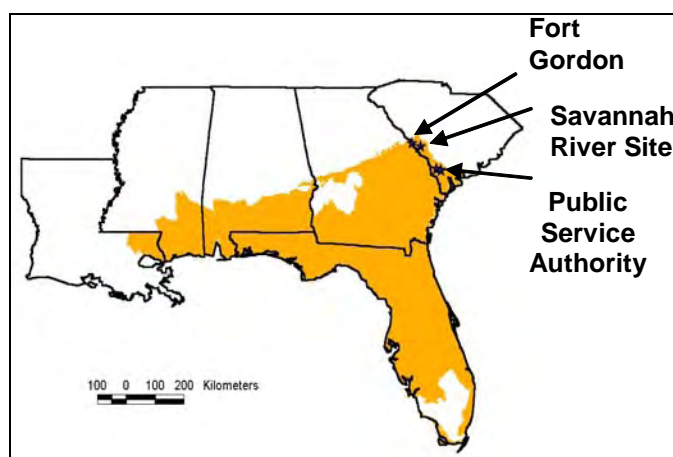 Fort
Gordon
Savannah
River Site
Public
Service
Authority
100 0 100 200 Kilometers